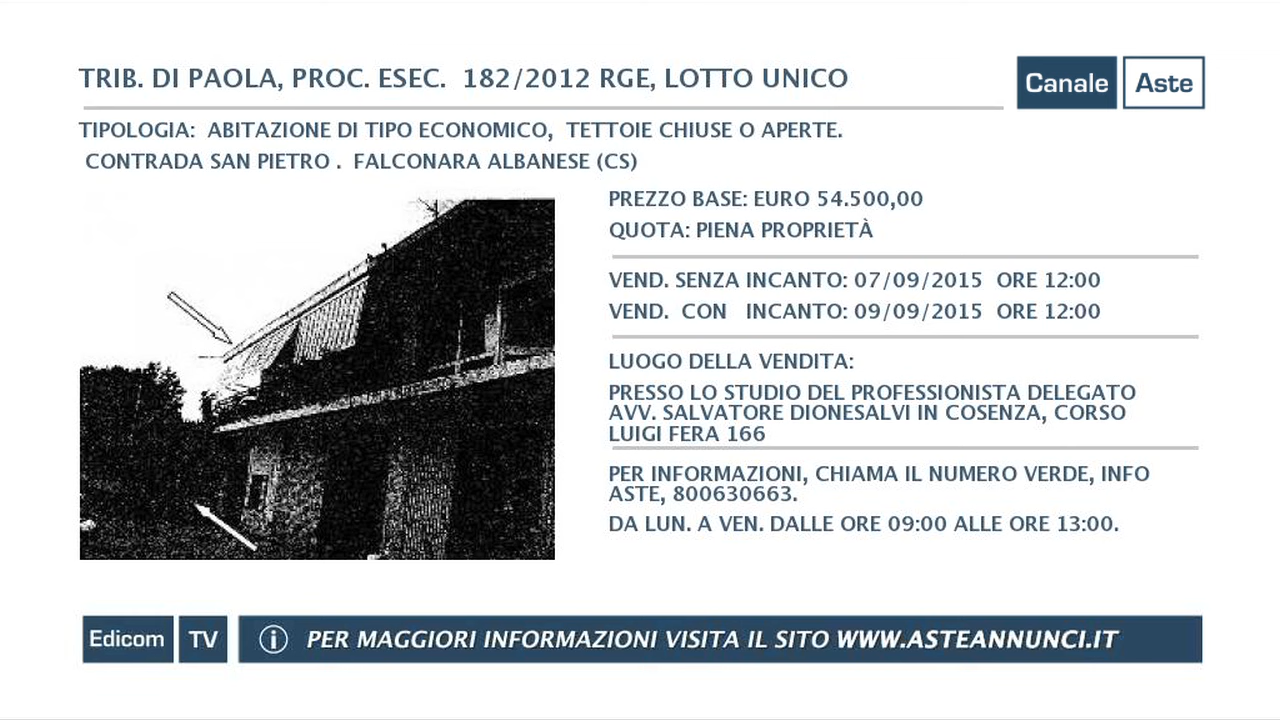 TRIB. DI PAOLA, PROC. ESEC. 182/2012 RGE, LOTTO UNICO
Canale Aste
TIPOLOGIA: ABITAZIONE DI TIPO ECONOMICO, TETTOIE CHIUSE O APERTE.
CONTRADA SAN PIETRO . FALCONARA ALBANESE (CS)
PREZZO BASE: EURO 54.500,00
QUOTA: PIENA PROPRIETÀ
VEND. SENZA INCANTO: 07/09/2015 ORE 12:00
VEND. CON INCANTO: 09/09/2015 ORE 12:00
LUOGO DELLA VENDITA:
PRESSO LO STUDIO DEL PROFESSIONISTA DELEGATO
AVV. SALVATORE DIONESALVI IN COSENZA, CORSO
LUIGI FERA 166
PER INFORMAZIONI, CHIAMA IL NUMERO VERDE, INFO
ASTE, 800630663.
DA LUN. A VEN. DALLE ORE 09:00 ALLE ORE 13:00.
Edicom TV
PER MAGGIORI INFORMAZIONI VISITA IL SITO WWW.ASTEANNUNCI.IT